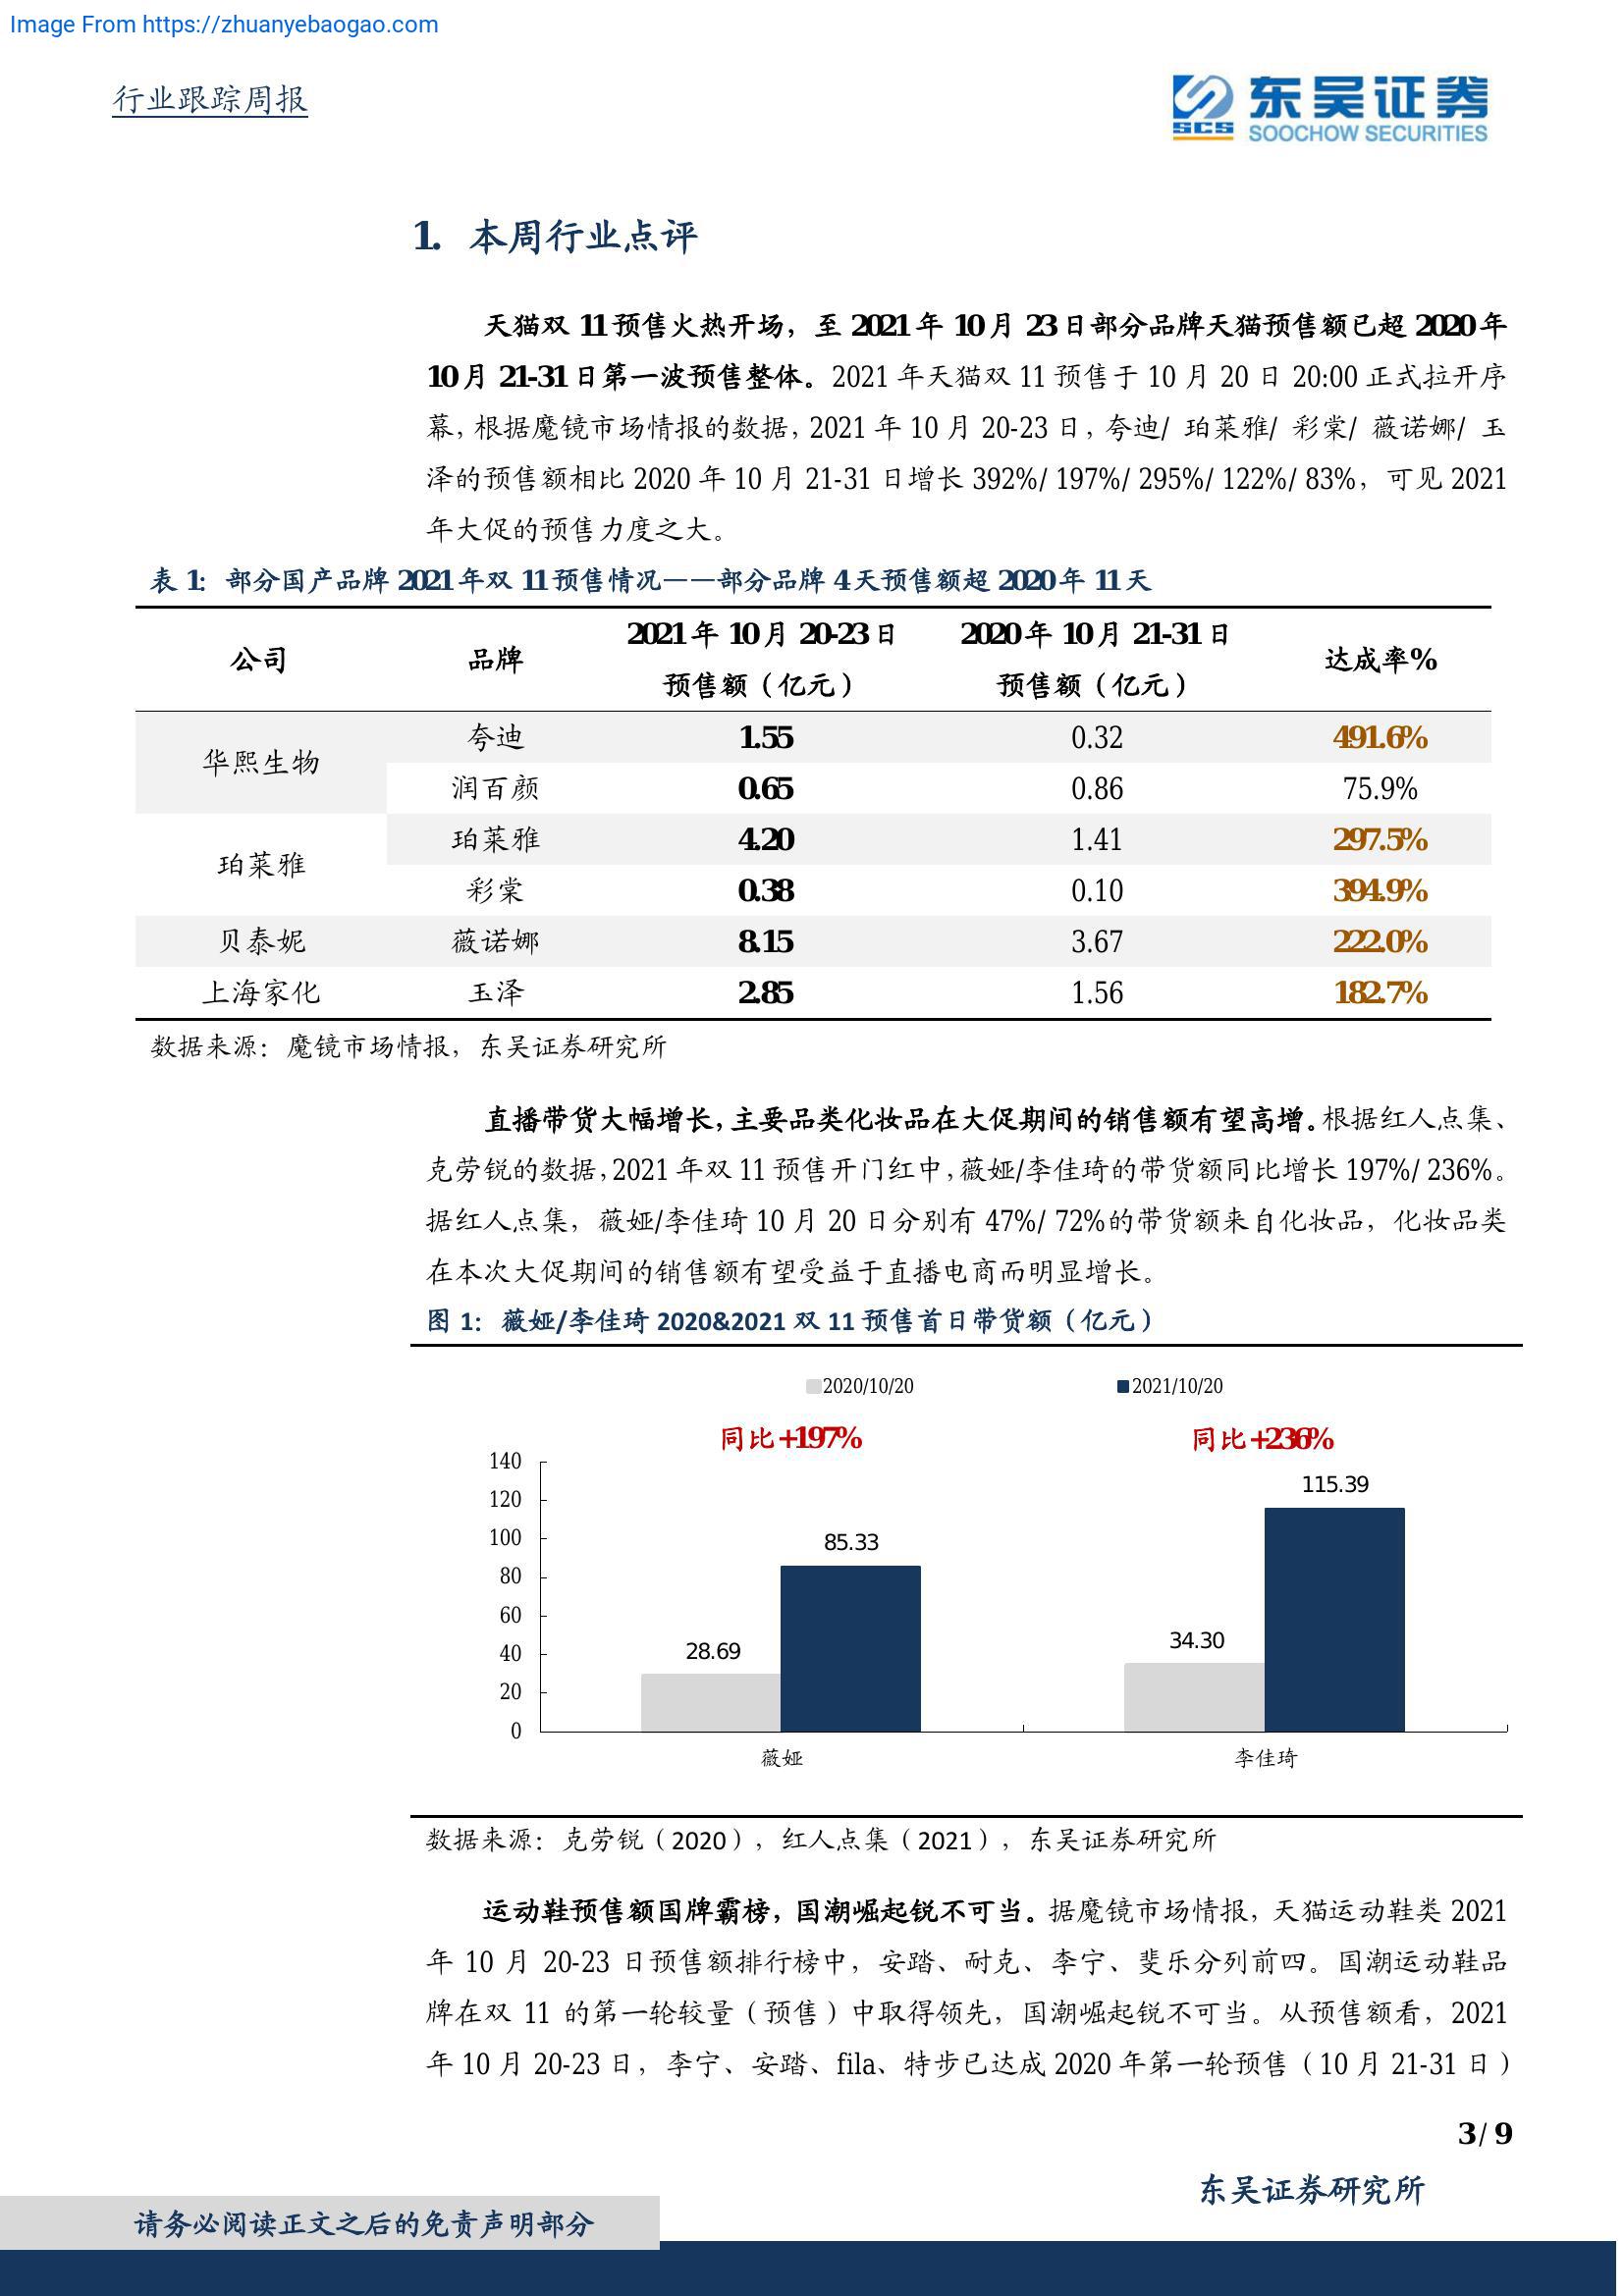 Image From https://zhuanyebaogao.com
行业跟踪周报
SCS 东吴证券
SOOCHOW SECURITIES
1. 本周行业点评
天猫双 11 预售火热开场，至 2021 年 10 月 23 日部分品牌天猫预售额已超 2020 年
10 月 21-31 日第一波预售整体。2021 年天猫双 11 预售于 10 月 20 日 20:00 正式拉开序
幕，根据魔镜市场情报的数据，2021 年 10 月 20-23 日，夸迪/ 珀莱雅/ 彩棠/ 薇诺娜/ 玉
泽的预售额相比 2020 年 10 月 21-31 日增长 392%/ 197%/ 295%/ 122%/ 83%，可见 2021
年大促的预售力度之大。
表 1： 部分国产品牌 2021 年双 11 预售情况——部分品牌 4 天预售额超 2020 年 11 天
公司 品牌 2021 年 10 月 20-23 日 2020 年 10 月 21-31 日 达成率%
预售额（亿元） 预售额（亿元）
华熙生物 夸迪 1.55 0.32 491.6%
润百颜 0.65 0.86 75.9%
珀莱雅 珀莱雅 4.20 1.41 297.5%
彩棠 0.38 0.10 394.9%
贝泰妮 薇诺娜 8.15 3.67 222.0%
上海家化 玉泽 2.85 1.56 182.7%
数据来源：魔镜市场情报，东吴证券研究所
直播带货大幅增长，主要品类化妆品在大促期间的销售额有望高增。根据红人点集、
克劳锐的数据，2021 年双 11 预售开门红中，薇娅/李佳琦的带货额同比增长 197%/ 236%。
据红人点集，薇娅/李佳琦 10 月 20 日分别有 47%/ 72%的带货额来自化妆品，化妆品类
在本次大促期间的销售额有望受益于直播电商而明显增长。
图 1： 薇娅/李佳琦 2020&2021 双 11 预售首日带货额（亿元）
2020/10/20 2021/10/20
同比+197% 同比+236%
140
120
100
80
60
40
20
0
28.69 85.33 34.30 115.39
薇娅 李佳琦
数据来源：克劳锐（2020），红人点集（2021），东吴证券研究所
运动鞋预售额国牌霸榜，国潮崛起锐不可当。据魔镜市场情报，天猫运动鞋类 2021
年 10 月 20-23 日预售额排行榜中，安踏、耐克、李宁、斐乐分列前四。国潮运动鞋品
牌在双 11 的第一轮较量（预售）中取得领先，国潮崛起锐不可当。从预售额看，2021
年 10 月 20-23 日，李宁、安踏、fila、特步已达成 2020 年第一轮预售（10 月 21-31 日）
3 / 9
东吴证券研究所
请务必阅读正文之后的免责声明部分